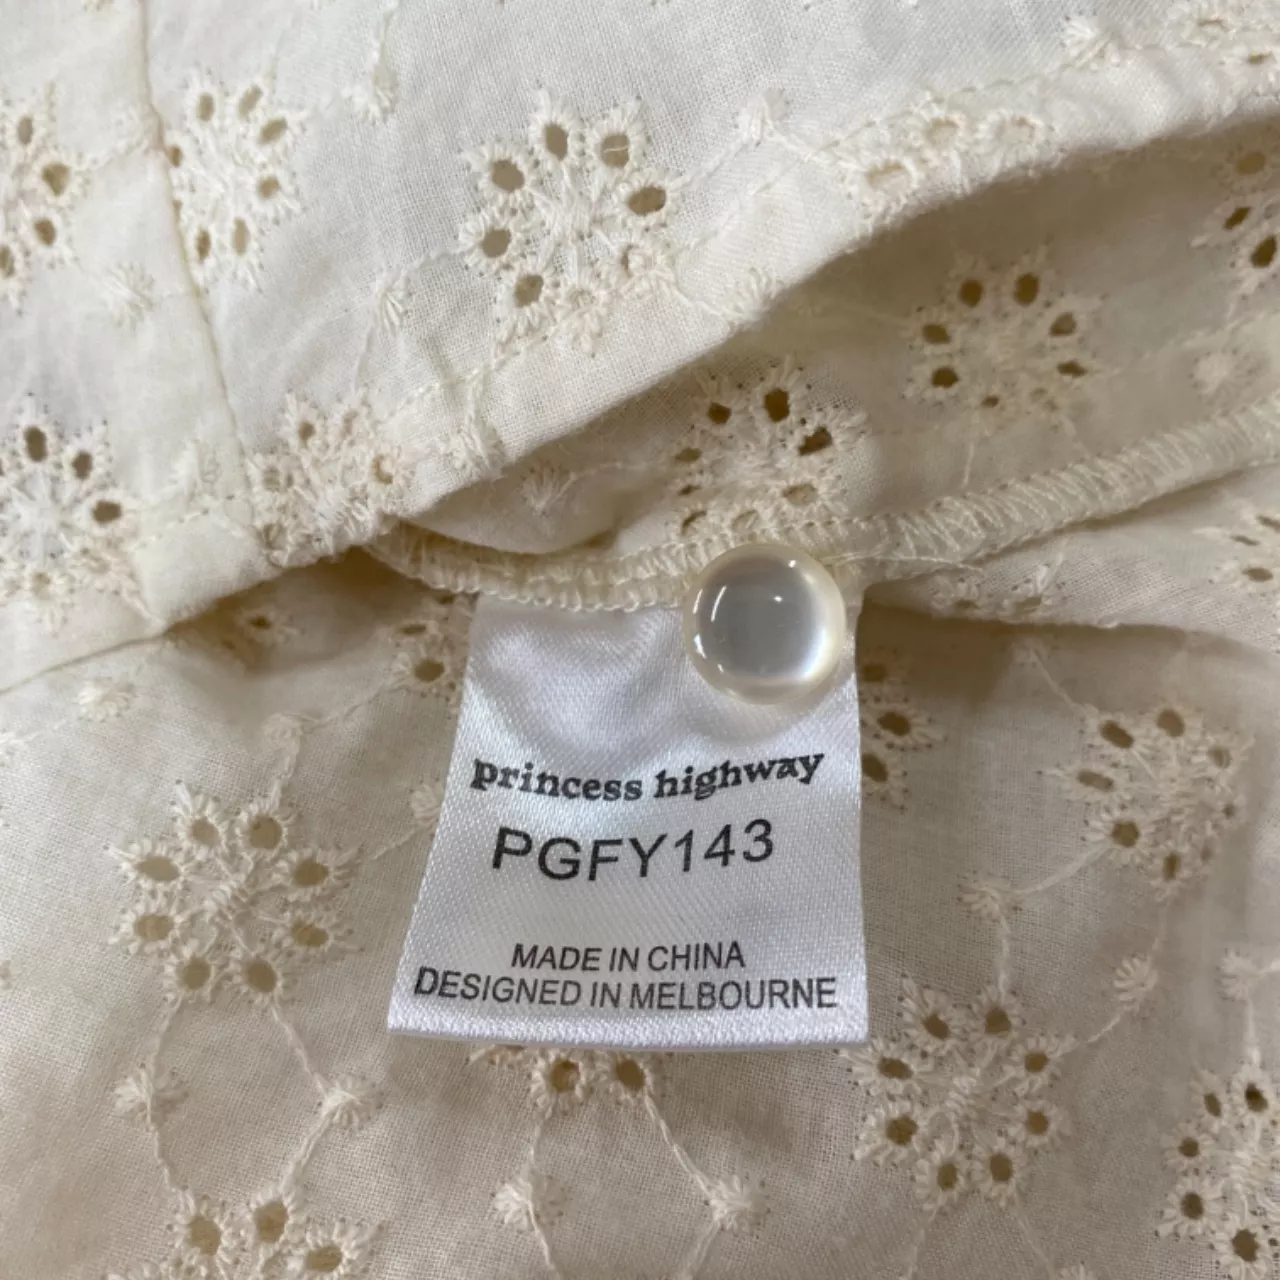 princess highway
PGFY143
MADE IN CHINA
DESIGNED IN MELBOURNE